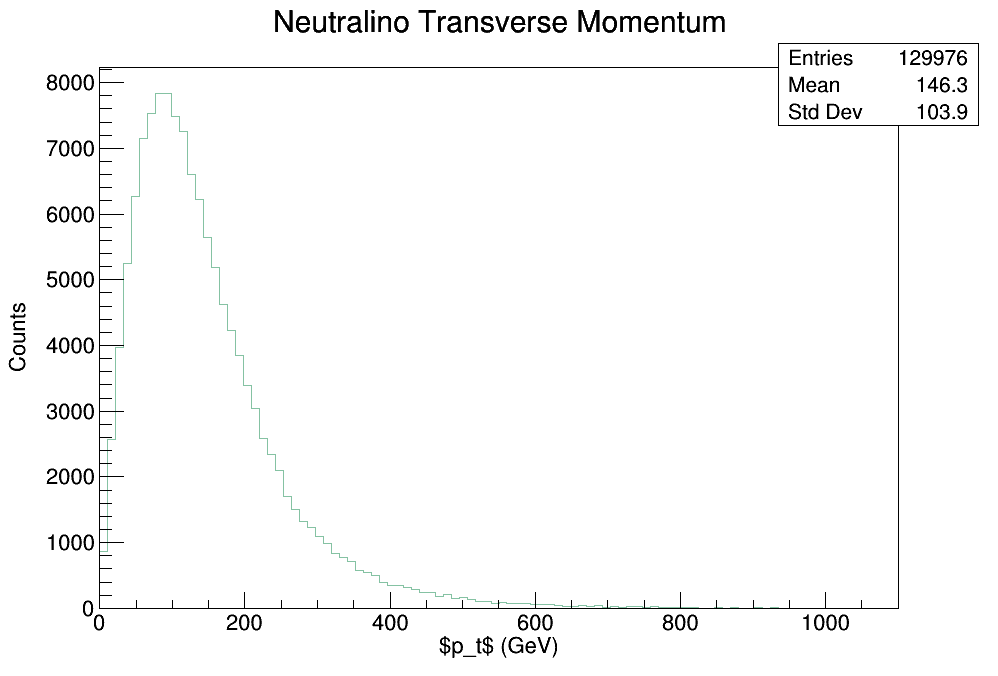 Neutralino Transverse Momentum
Entries 129976
Mean 146.3
Std Dev 103.9
8000
7000
6000
5000
4000
3000
2000
1000
0
Counts
0 200 400 600 800 1000
$p_t$ (GeV)